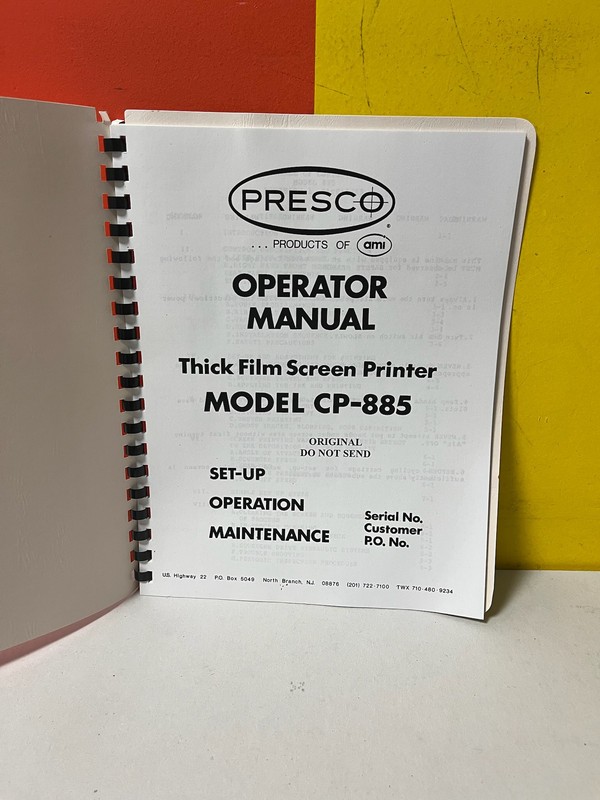 PRESCO
®
... PRODUCTS OF ami
OPERATOR
MANUAL
Thick Film Screen Printer
MODEL CP-885
ORIGINAL
DO NOT SEND
SET-UP
OPERATION
MAINTENANCE
Serial No.
Customer
P.O. No.
U.S. Highway 22 P.O. Box 5049 North Branch, N.J. 08876 (201) 722-7100 TWX 710-480-9234